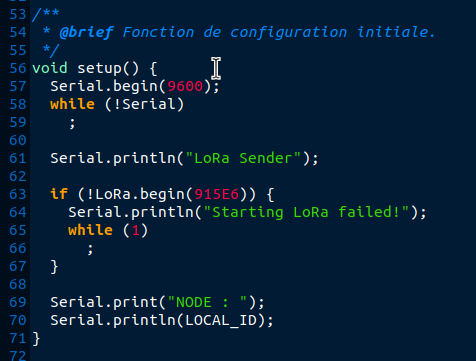 53 /**
54  * @brief Fonction de configuration initiale.
55  */
56 void setup() {
57   Serial.begin(9600);
58   while (!Serial)
59     ;
60
61   Serial.println("LoRa Sender");
62
63   if (!LoRa.begin(915E6)) {
64     Serial.println("Starting LoRa failed!");
65     while (1)
66       ;
67   }
68
69   Serial.print("NODE : ");
70   Serial.println(LOCAL_ID);
71 }
72